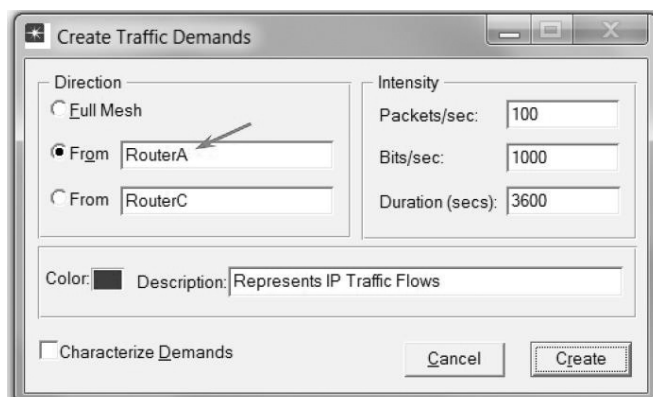 Create Traffic Demands
Direction
Full Mesh
From RouterA
From RouterC
Intensity
Packets/sec: 100
Bits/sec: 1000
Duration (secs): 3600
Color: Description: Represents IP Traffic Flows
Characterize Demands
Cancel Create